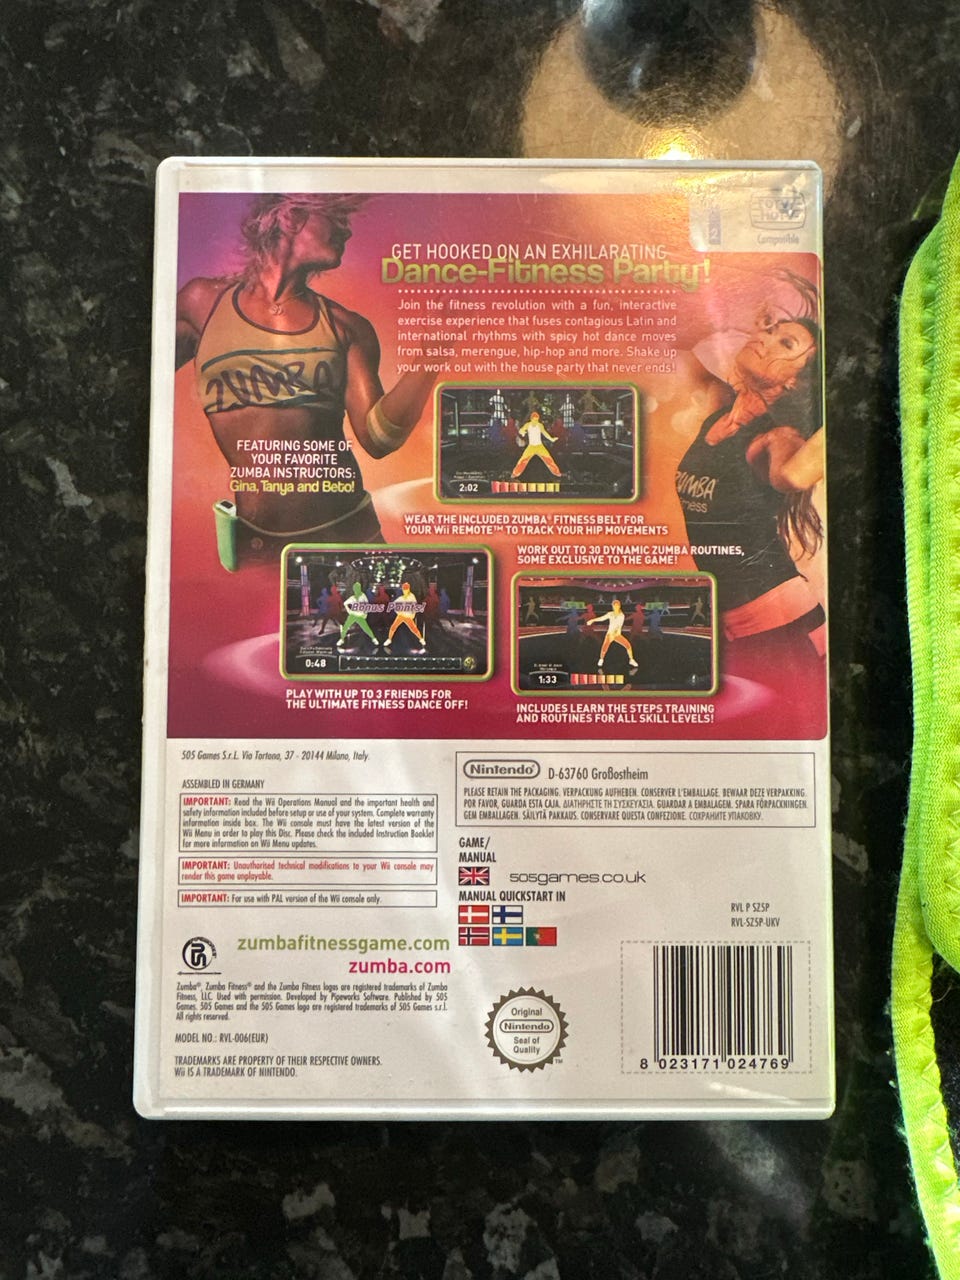 1-2
TOTAL
HORS
Compatible
GET HOOKED ON AN EXHILARATING
Dance-Fitness Party!
Join the fitness revolution with a fun, interactive
exercise experience that fuses contagious Latin and
international rhythms with spicy hot dance moves
from salsa, merengue, hip-hop and more. Shake up
your work out with the house party that never ends!
ZUMBA
FEATURING SOME OF
YOUR FAVORITE
ZUMBA INSTRUCTORS:
Gina, Tanya and Beto!
2:02
ZUMBA
fitness
WEAR THE INCLUDED ZUMBA® FITNESS BELT FOR
YOUR Wii REMOTE™ TO TRACK YOUR HIP MOVEMENTS
WORK OUT TO 30 DYNAMIC ZUMBA ROUTINES,
SOME EXCLUSIVE TO THE GAME!
Bonus Points!
0:48
1:33
PLAY WITH UP TO 3 FRIENDS FOR
THE ULTIMATE FITNESS DANCE OFF!
INCLUDES LEARN THE STEPS TRAINING
AND ROUTINES FOR ALL SKILL LEVELS!
505 Games S.r.L. Via Tortona, 37 - 20144 Milano, Italy.
ASSEMBLED IN GERMANY
IMPORTANT: Read the Wii Operations Manual and the important health and
safety information included before setup or use of your system. Complete warranty
information inside box. The Wii console must have the latest version of the
Wii Menu in order to play this Disc. Please check the included Instruction Booklet
for more information on Wii Menu updates.
IMPORTANT: Unauthorised technical modifications to your Wii console may
render this game unplayable.
IMPORTANT: For use with PAL version of the Wii console only.
Nintendo® D-63760 Großostheim
PLEASE RETAIN THE PACKAGING. VERPACKUNG AUFHEBEN. CONSERVER L'EMBALLAGE. BEWAAR DEZE VERPAKKING.
POR FAVOR, GUARDA ESTA CAJA. ΔΙΑΤΗΡΗΣΤΕ ΤΗ ΣΥΣΚΕΥΑΣΙΑ. GUARDAR A EMBALAGEM. SPARA FÖRPACKNINGEN.
GEM EMBALLAGEN. SÄILYTÄ PAKKAUS. CONSERVARE QUESTA CONFEZIONE. СОХРАНИТЕ УПАКОВКУ.
GAME/
MANUAL
505games.co.uk
MANUAL QUICKSTART IN
RVL P SZ5P
RVL-SZ5P-UKV
zumbafitnessgame.com
zumba.com
Zumba®, Zumba Fitness® and the Zumba Fitness logos are registered trademarks of Zumba
Fitness, LLC. Used with permission. Developed by Pipeworks Software. Published by 505
Games. 505 Games and the 505 Games logo are registered trademarks of 505 Games s.r.l.
All rights reserved.
MODEL NO.: RVL-006(EUR)
TRADEMARKS ARE PROPERTY OF THEIR RESPECTIVE OWNERS.
Wii IS A TRADEMARK OF NINTENDO.
Original
Nintendo
Seal of
Quality
TM
8 023171 024769